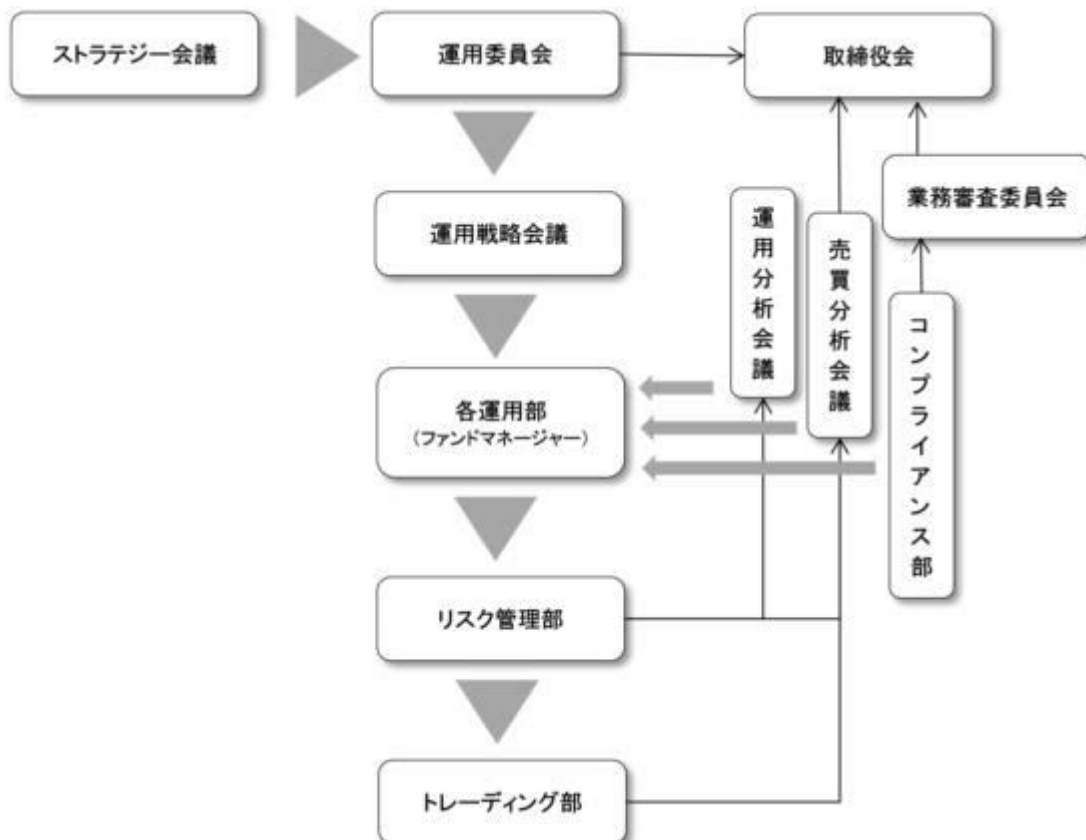 ストラテジー会議
運用委員会
取締役会
業務審査委員会
運用戦略会議
運用分析会議
売買分析会議
コンプライアンス部
各運用部
(ファンドマネージャー)
リスク管理部
トレーディング部